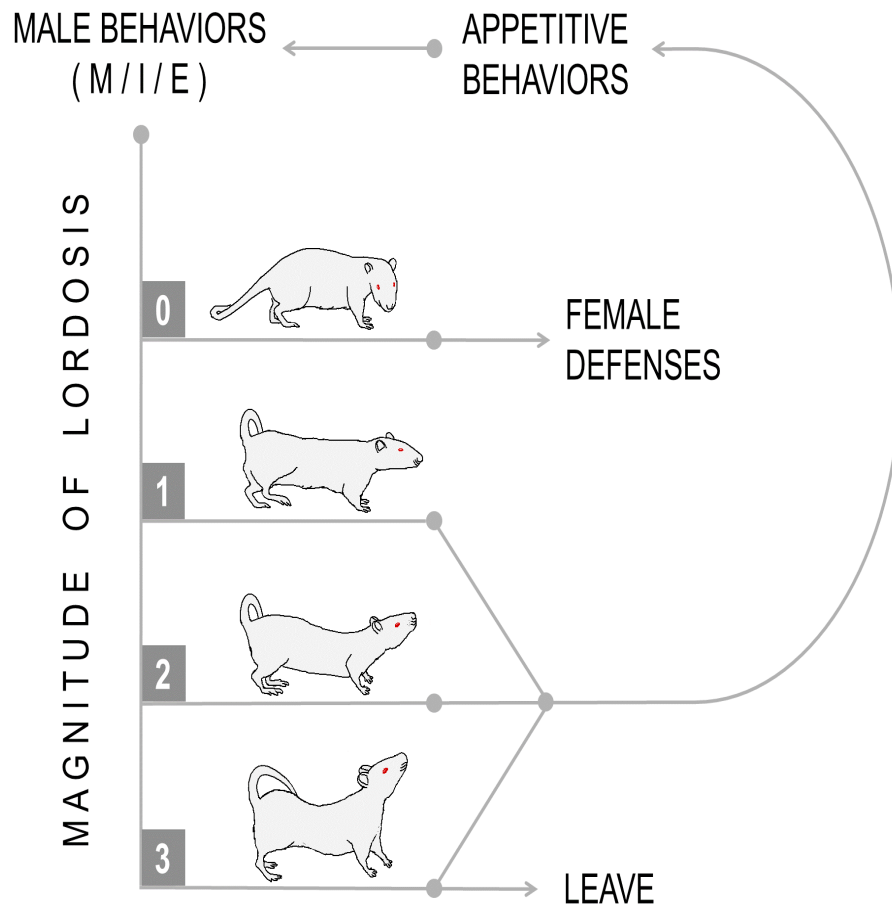 MALE BEHAVIORS
( M / I / E )
APPETITIVE
BEHAVIORS
MAGNITUDE OF LORDOSIS
0
FEMALE
DEFENSES
1
2
3
LEAVE